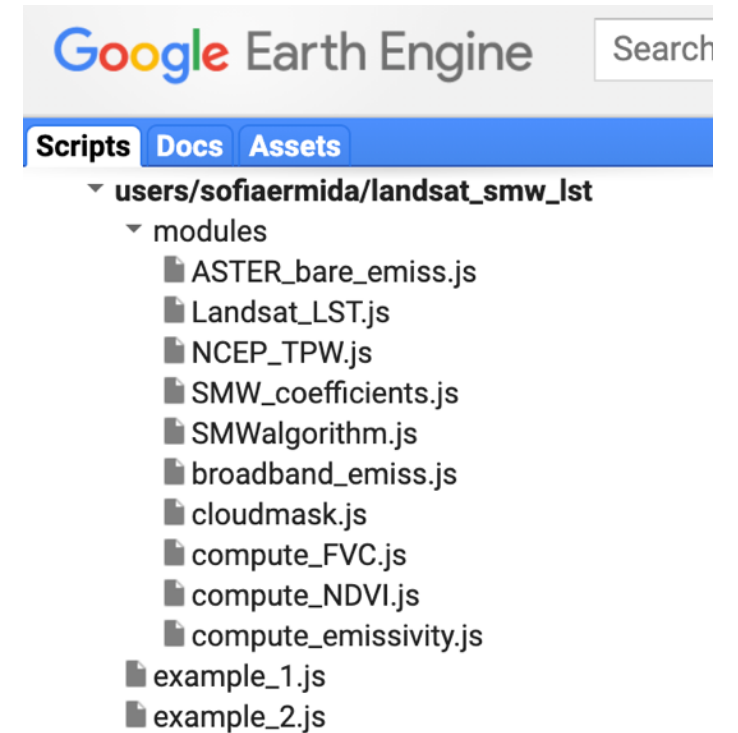 Google Earth Engine Search
Scripts Docs Assets
users/sofiaermida/landsat_smw_lst
modules
ASTER_bare_emiss.js
Landsat_LST.js
NCEP_TPW.js
SMW_coefficients.js
SMWalgorithm.js
broadband_emiss.js
cloudmask.js
compute_FVC.js
compute_NDVI.js
compute_emissivity.js
example_1.js
example_2.js